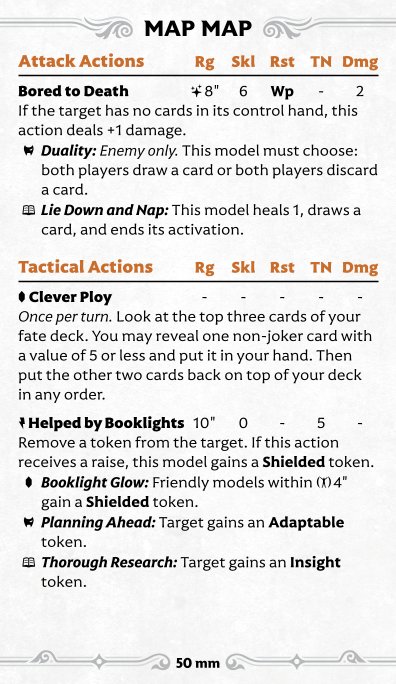 MAP MAP
Attack Actions Rg Skl Rst TN Dmg
Bored to Death 8" 6 Wp - 2
If the target has no cards in its control hand, this
action deals +1 damage.
Duality: Enemy only. This model must choose:
both players draw a card or both players discard
a card.
Lie Down and Nap: This model heals 1, draws a
card, and ends its activation.
Tactical Actions Rg Skl Rst TN Dmg
Clever Ploy - - - - -
Once per turn. Look at the top three cards of your
fate deck. You may reveal one non-joker card with
a value of 5 or less and put it in your hand. Then
put the other two cards back on top of your deck
in any order.
Helped by Booklights 10" 0 - 5 -
Remove a token from the target. If this action
receives a raise, this model gains a Shielded token.
Booklight Glow: Friendly models within 4"
gain a Shielded token.
Planning Ahead: Target gains an Adaptable
token.
Thorough Research: Target gains an Insight
token.
50 mm